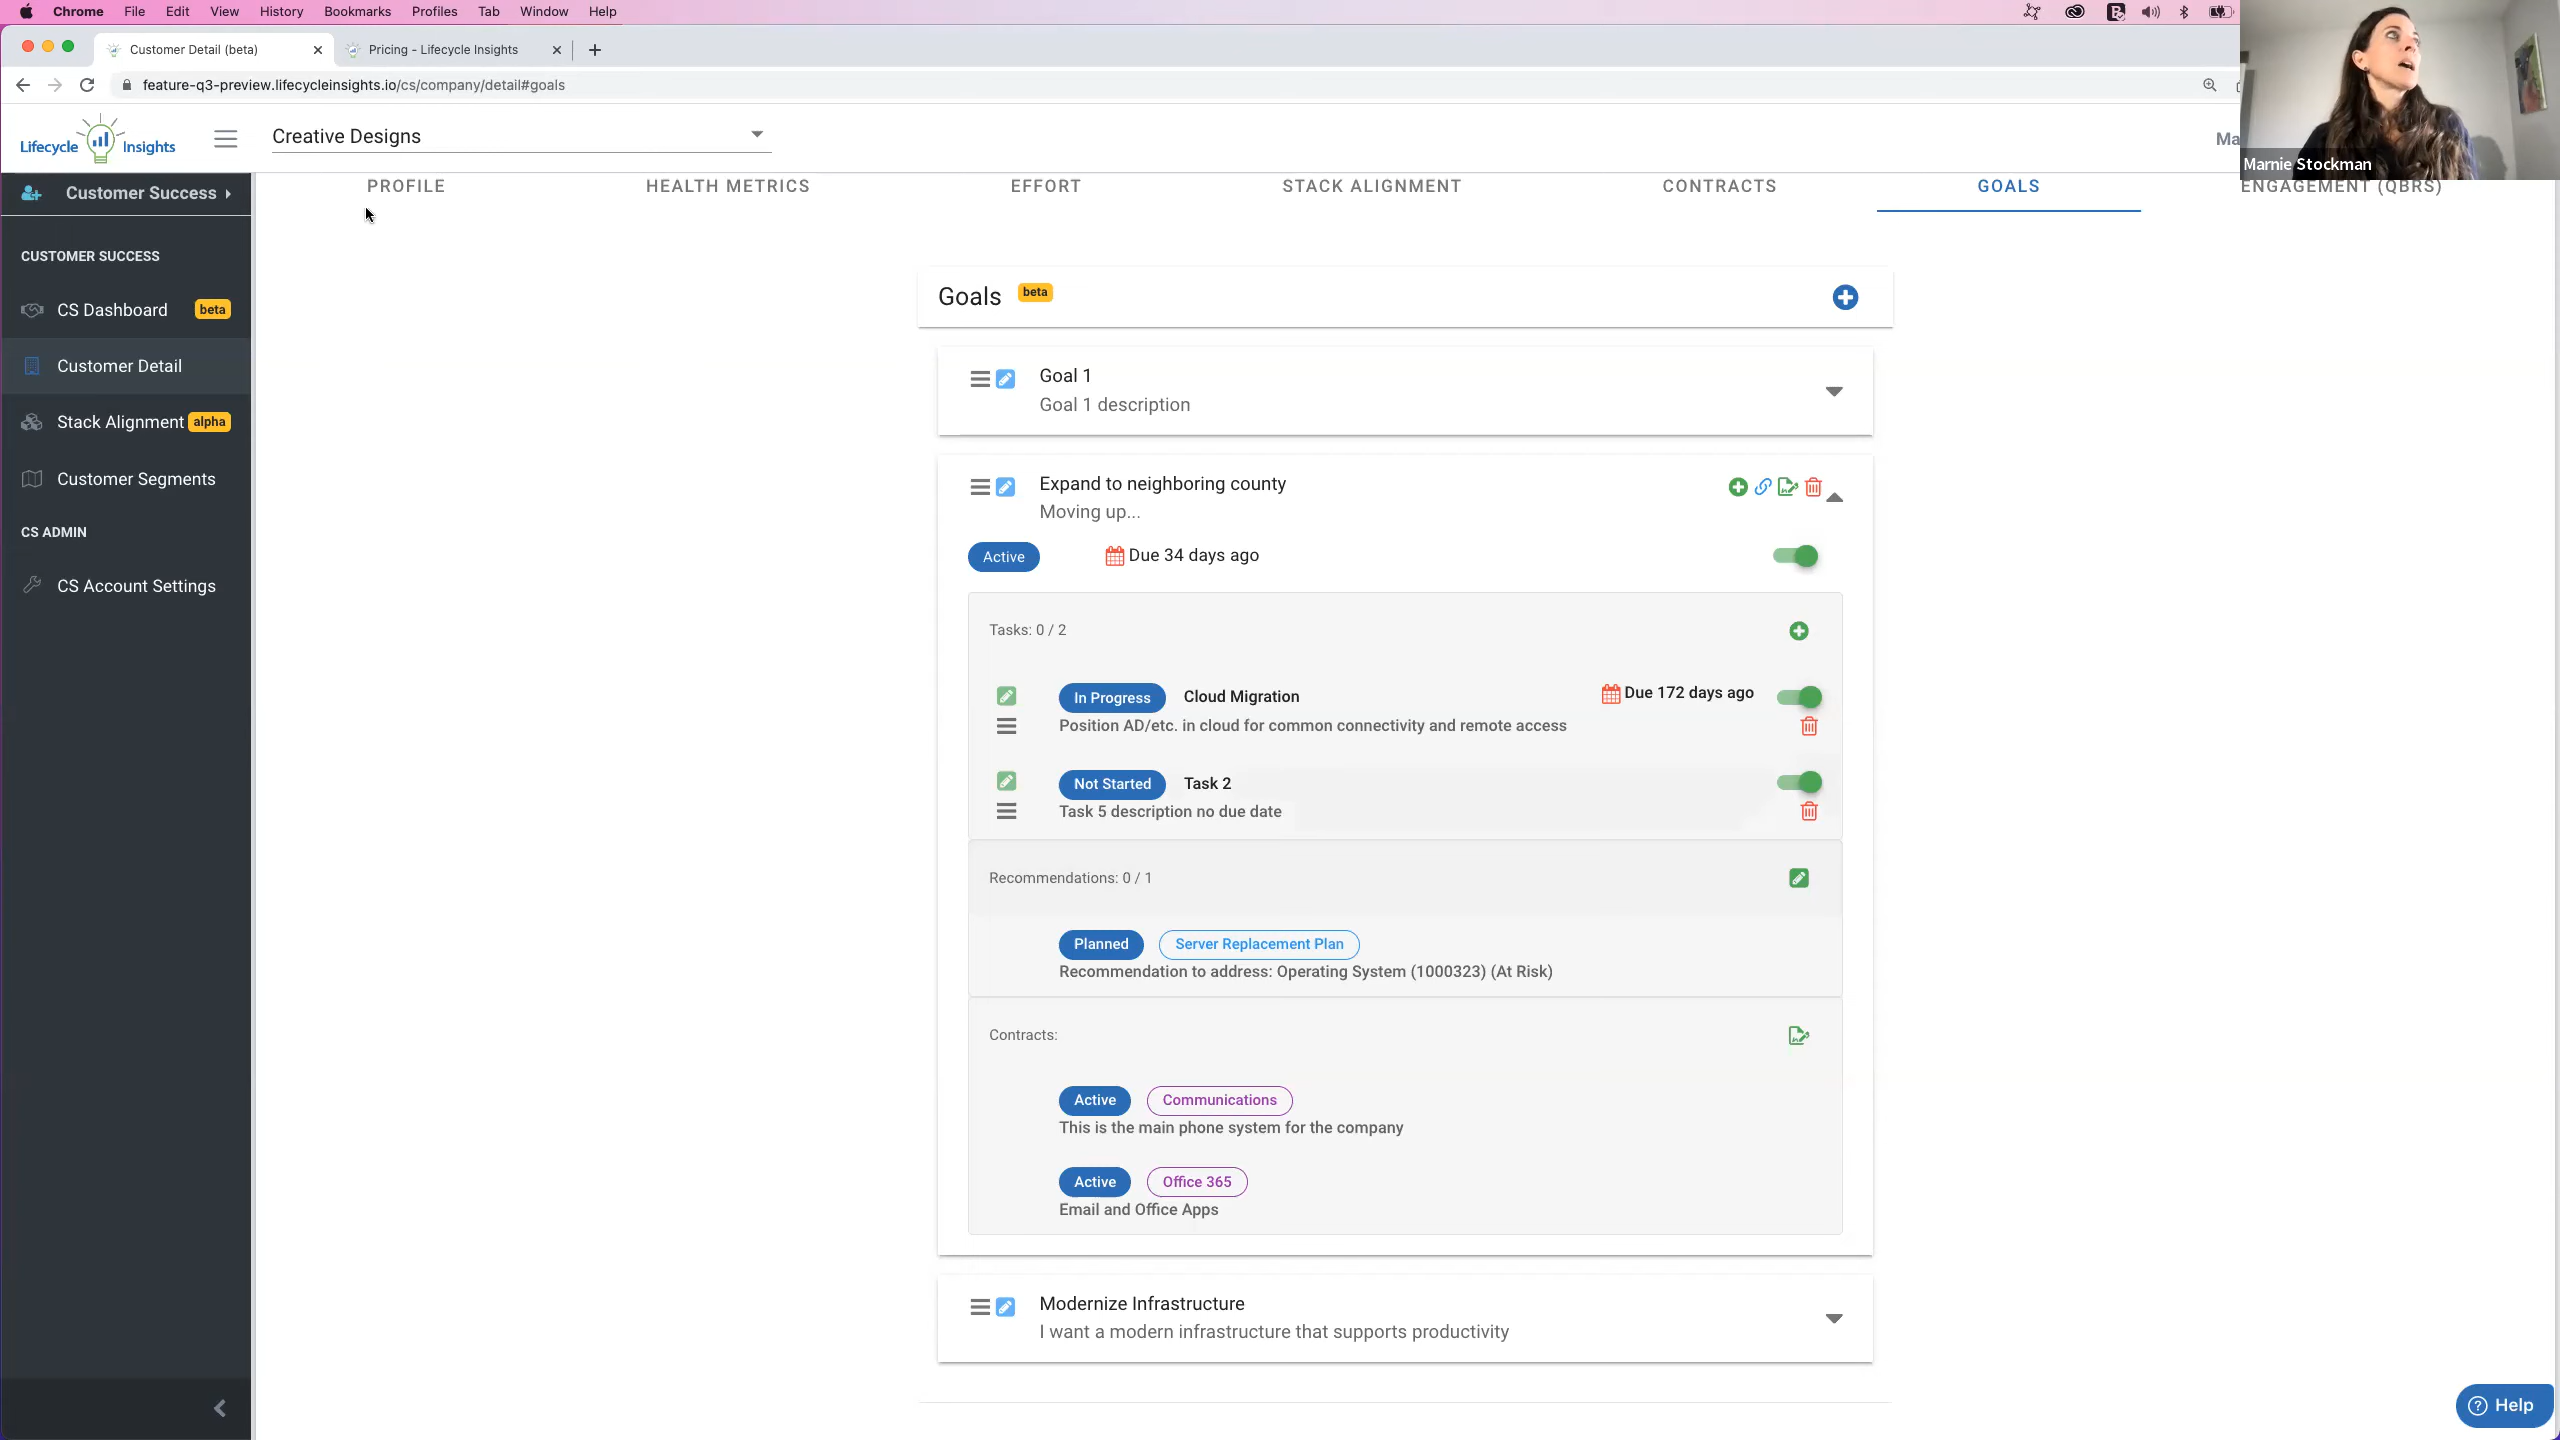 Chrome File Edit View History Bookmarks Profiles Tab Window Help
Customer Detail (beta)
Pricing - Lifecycle Insights
feature-q3-preview.lifecycleinsights.io/cs/company/detail#goals
Lifecycle Insights
Creative Designs
Ma
Marnie Stockman
Customer Success
PROFILE HEALTH METRICS EFFORT STACK ALIGNMENT CONTRACTS GOALS ENGAGEMENT (QBRS)
CUSTOMER SUCCESS
CS Dashboard beta
Customer Detail
Stack Alignment alpha
Customer Segments
CS ADMIN
CS Account Settings
Goals beta
Goal 1
Goal 1 description
Expand to neighboring county
Moving up...
Active Due 34 days ago
Tasks: 0 / 2
In Progress Cloud Migration Due 172 days ago
Position AD/etc. in cloud for common connectivity and remote access
Not Started Task 2
Task 5 description no due date
Recommendations: 0 / 1
Planned Server Replacement Plan
Recommendation to address: Operating System (1000323) (At Risk)
Contracts:
Active Communications
This is the main phone system for the company
Active Office 365
Email and Office Apps
Modernize Infrastructure
I want a modern infrastructure that supports productivity
Help